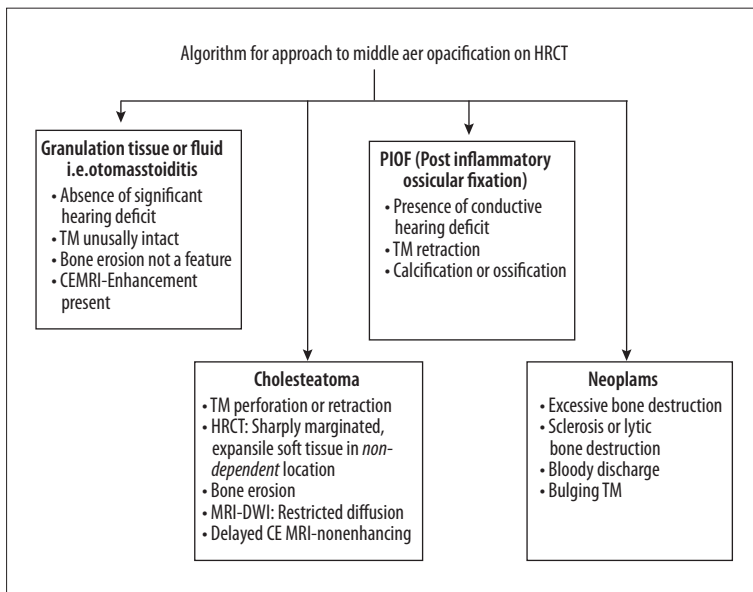 Algorithm for approach to middle aer opacification on HRCT
Granulation tissue or fluid
i.e.otomasstoiditis
• Absence of significant
hearing deficit
• TM unusally intact
• Bone erosion not a feature
• CEMRI-Enhancement
present
PIOF (Post inflammatory
ossicular fixation)
• Presence of conductive
hearing deficit
• TM retraction
• Calcification or ossification
Cholesteatoma
• TM perforation or retraction
• HRCT: Sharply marginated,
expansile soft tissue in non-
dependent location
• Bone erosion
• MRI-DWI: Restricted diffusion
• Delayed CE MRI-nonenhancing
Neoplams
• Excessive bone destruction
• Sclerosis or lytic
bone destruction
• Bloody discharge
• Bulging TM